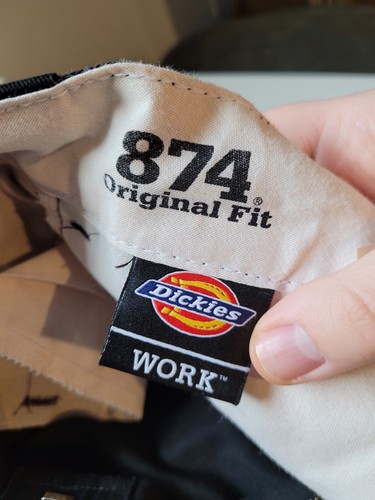 874®
Original Fit
Dickies
WORK™